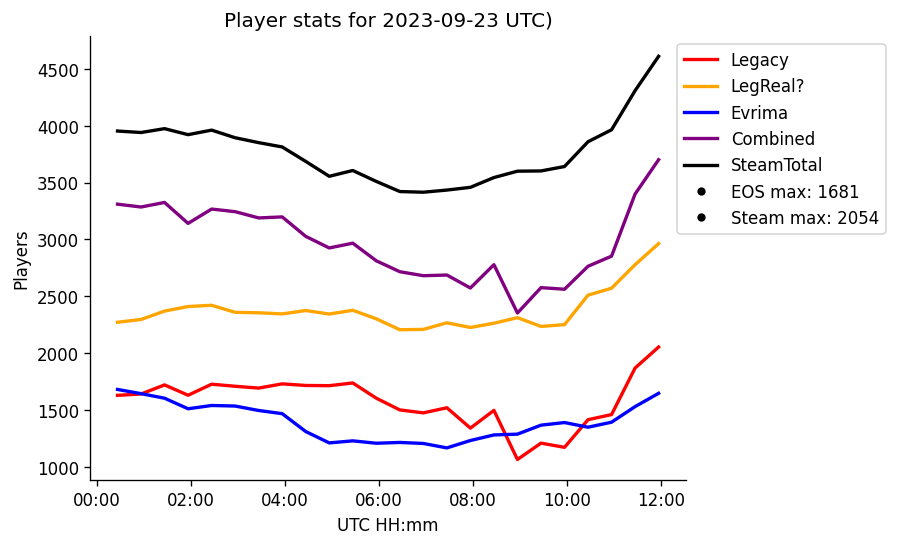 Player stats for 2023-09-23 UTC)
Legacy
LegReal?
Evrima
Combined
SteamTotal
EOS max: 1681
Steam max: 2054
Players
4500
4000
3500
3000
2500
2000
1500
1000
00:00 02:00 04:00 06:00 08:00 10:00 12:00
UTC HH:mm